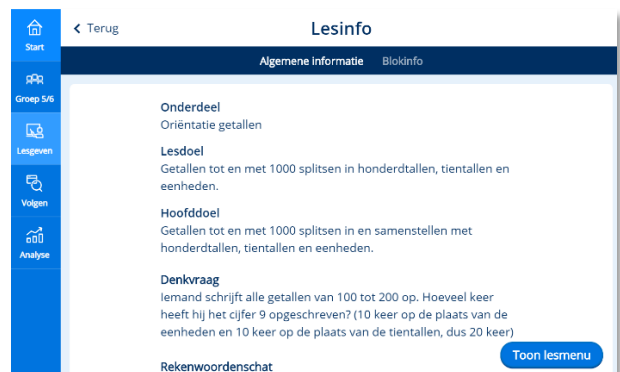 Start
Groep 5/6
Lesgeven
Volgen
Analyse
Terug
Lesinfo
Algemene informatie Blokinfo
Onderdeel
Oriëntatie getallen
Lesdoel
Getallen tot en met 1000 splitsen in honderdtallen, tientallen en
eenheden.
Hoofddoel
Getallen tot en met 1000 splitsen in en samenstellen met
honderdtallen, tientallen en eenheden.
Denkvraag
Iemand schrijft alle getallen van 100 tot 200 op. Hoeveel keer
heeft hij het cijfer 9 opgeschreven? (10 keer op de plaats van de
eenheden en 10 keer op de plaats van de tientallen, dus 20 keer)
Rekenwoordenschat
Toon lesmenu